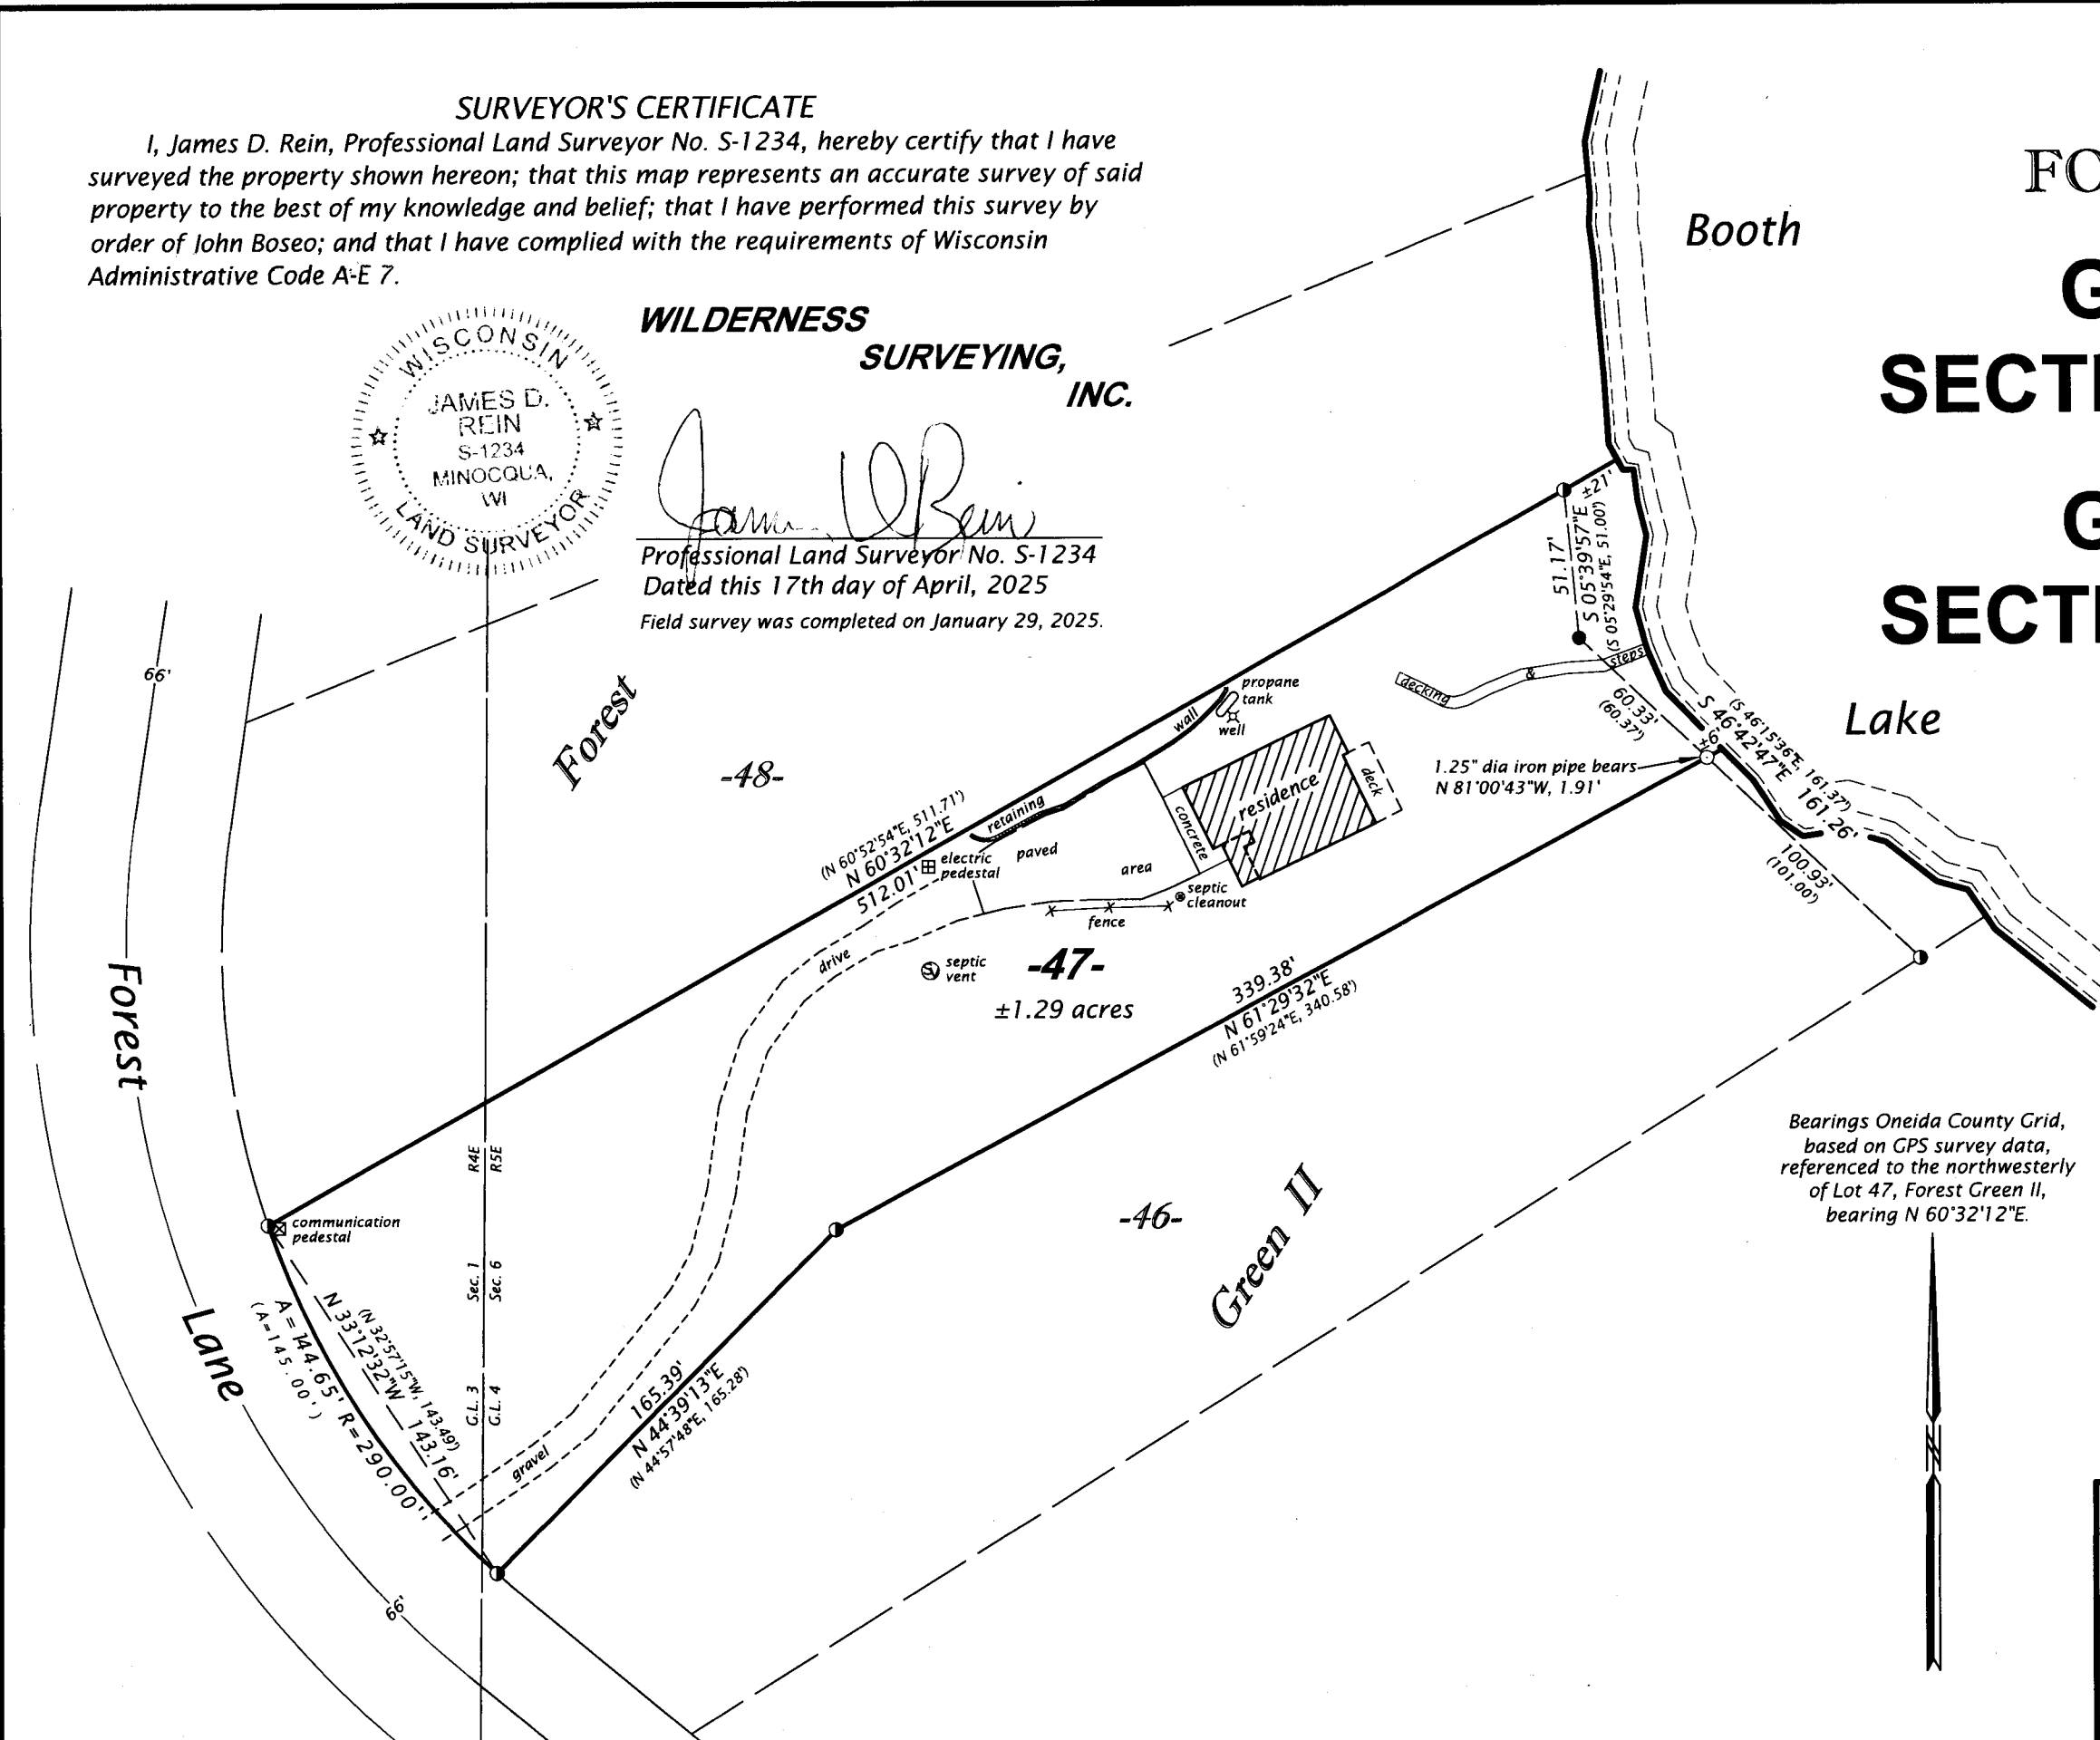 SURVEYOR'S CERTIFICATE
I, James D. Rein, Professional Land Surveyor No. S-1234, hereby certify that I have
surveyed the property shown hereon; that this map represents an accurate survey of said
property to the best of my knowledge and belief; that I have performed this survey by
order of John Boseo; and that I have complied with the requirements of Wisconsin
Administrative Code A-E 7.
WISCONSIN
JAMES D.
REIN
S-1234
MINOCQUA,
WI
LAND SURVEYOR
WILDERNESS
SURVEYING,
INC.
James D Rein
Professional Land Surveyor No. S-1234
Dated this 17th day of April, 2025
Field survey was completed on January 29, 2025.
FO
Booth
G
SECTI
G
SECTI
Lake
66'
Forest
-48-
±21'
51.17'
S 05°39'57"E
(S 05°29'54"E, 51.00')
steps
&
decking
60.33'
(60.37')
±6'
(S 46°15'36"E, 161.37')
S 46°42'47"E
161.26'
100.93'
(101.00')
1.25" dia iron pipe bears
N 81°00'43"W, 1.91'
propane
tank
well
wall
retaining
residence
deck
concrete
(N 60°52'54"E, 511.71')
N 60°32'12"E
512.01'
electric
pedestal
paved
area
septic
cleanout
fence
drive
septic
vent
-47-
±1.29 acres
339.38'
N 61°29'32"E
(N 61°59'24"E, 340.58')
Forest
Lane
R4E
R5E
Sec. 1
Sec. 6
G.L. 3
G.L. 4
communication
pedestal
(N 32°57'15"W, 143.49')
N 33°12'32"W 143.16'
A = 144.65' R = 290.00'
(A=145.00')
gravel
165.39'
N 44°39'13"E
(N 44°57'48"E, 165.28')
66'
-46-
Green II
Bearings Oneida County Grid,
based on GPS survey data,
referenced to the northwesterly
of Lot 47, Forest Green II,
bearing N 60°32'12"E.
N